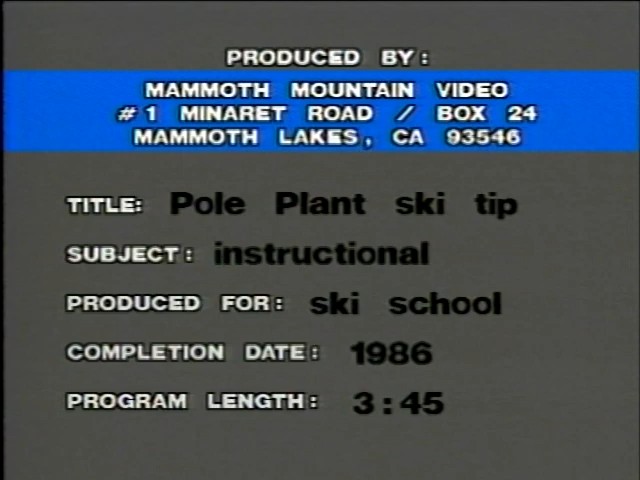 PRODUCED BY:
MAMMOTH MOUNTAIN VIDEO
#1 MINARET ROAD / BOX 24
MAMMOTH LAKES, CA 93546
TITLE: Pole Plant ski tip
SUBJECT: instructional
PRODUCED FOR: ski school
COMPLETION DATE: 1986
PROGRAM LENGTH: 3:45